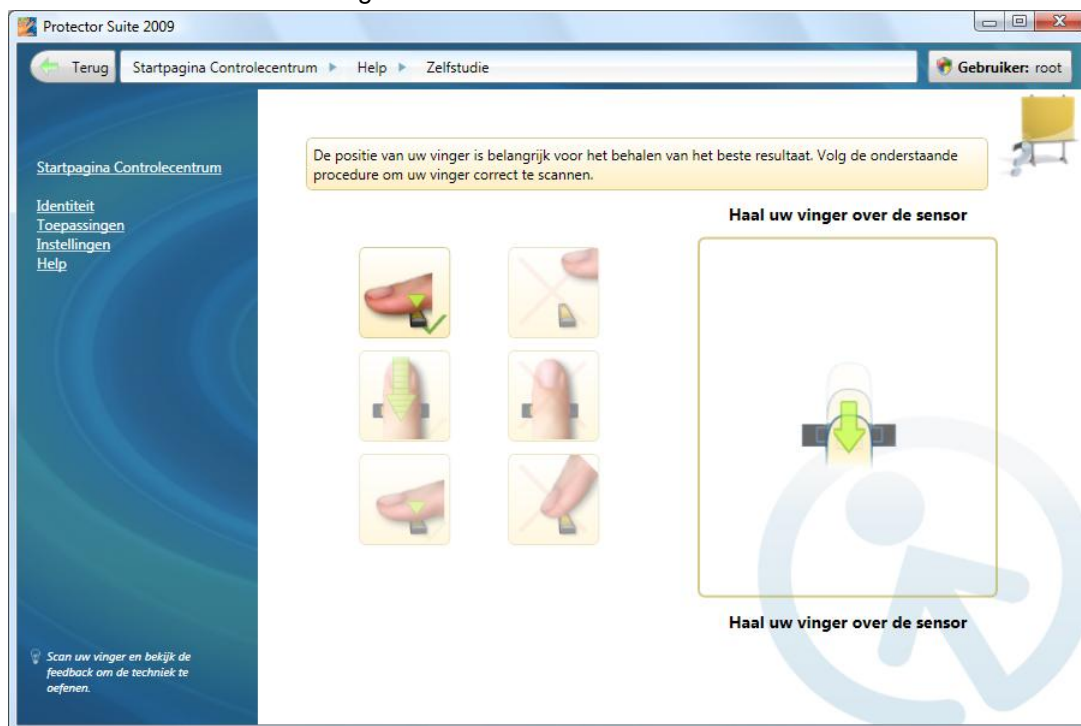 Protector Suite 2009
Terug
Startpagina Controlecentrum
Help
Zelfstudie
Gebruiker: root
Startpagina Controlecentrum
Identiteit
Toepassingen
Instellingen
Help
De positie van uw vinger is belangrijk voor het behalen van het beste resultaat. Volg de onderstaande
procedure om uw vinger correct te scannen.
Haal uw vinger over de sensor
Haal uw vinger over de sensor
Scan uw vinger en bekijk de
feedback om de techniek te
oefenen.